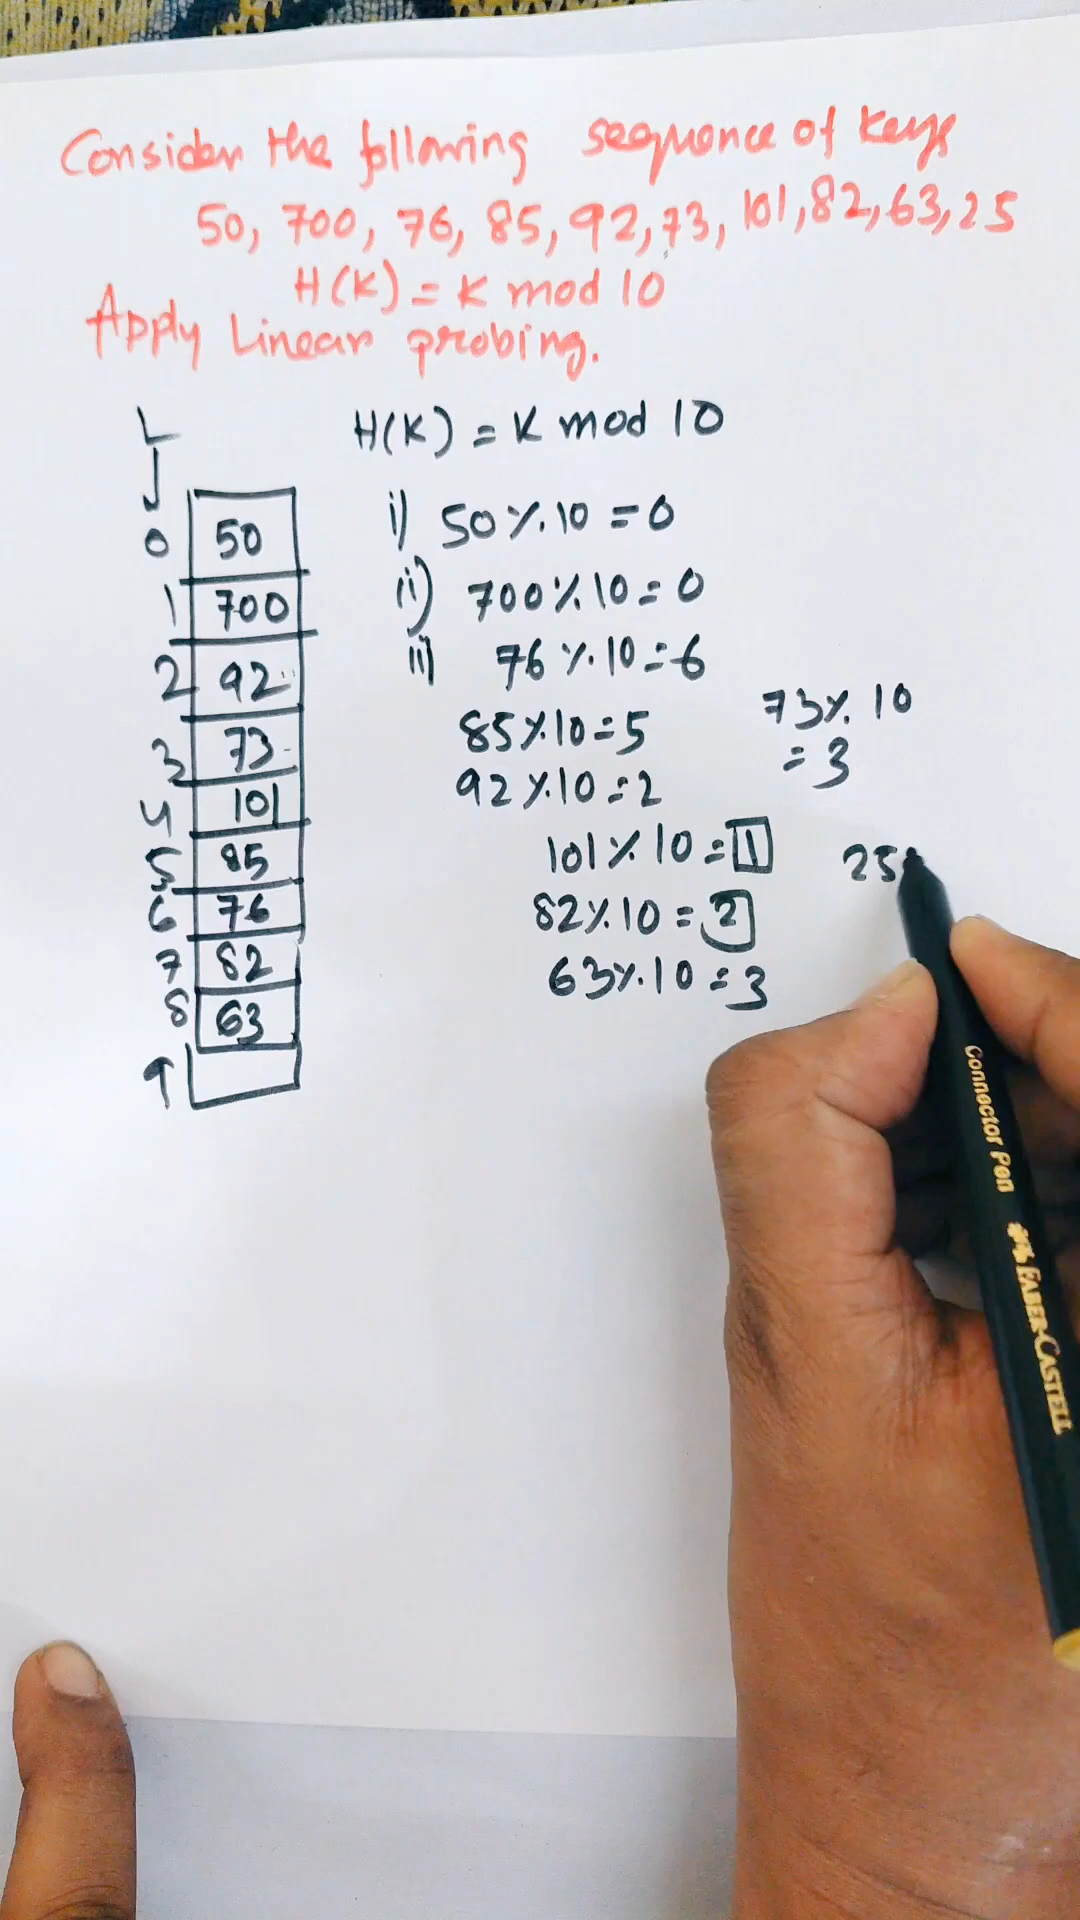 Consider the following sequence of keys
50, 700, 76, 85, 92, 73, 101, 82, 63, 25
H(K) = K mod 10
Apply Linear probing.
H(K) = K mod 10
0 50
1 700
2 92
3 73
4 101
5 85
6 76
7 82
8 63
9
i) 50%10 = 0
(ii) 700%10 = 0
iii) 76%10 = 6
85%10 = 5
92%10 = 2
73%10
= 3
101%10 = 1
82%10 = 2
63%10 = 3
25
Connector Pen FABER-CASTELL